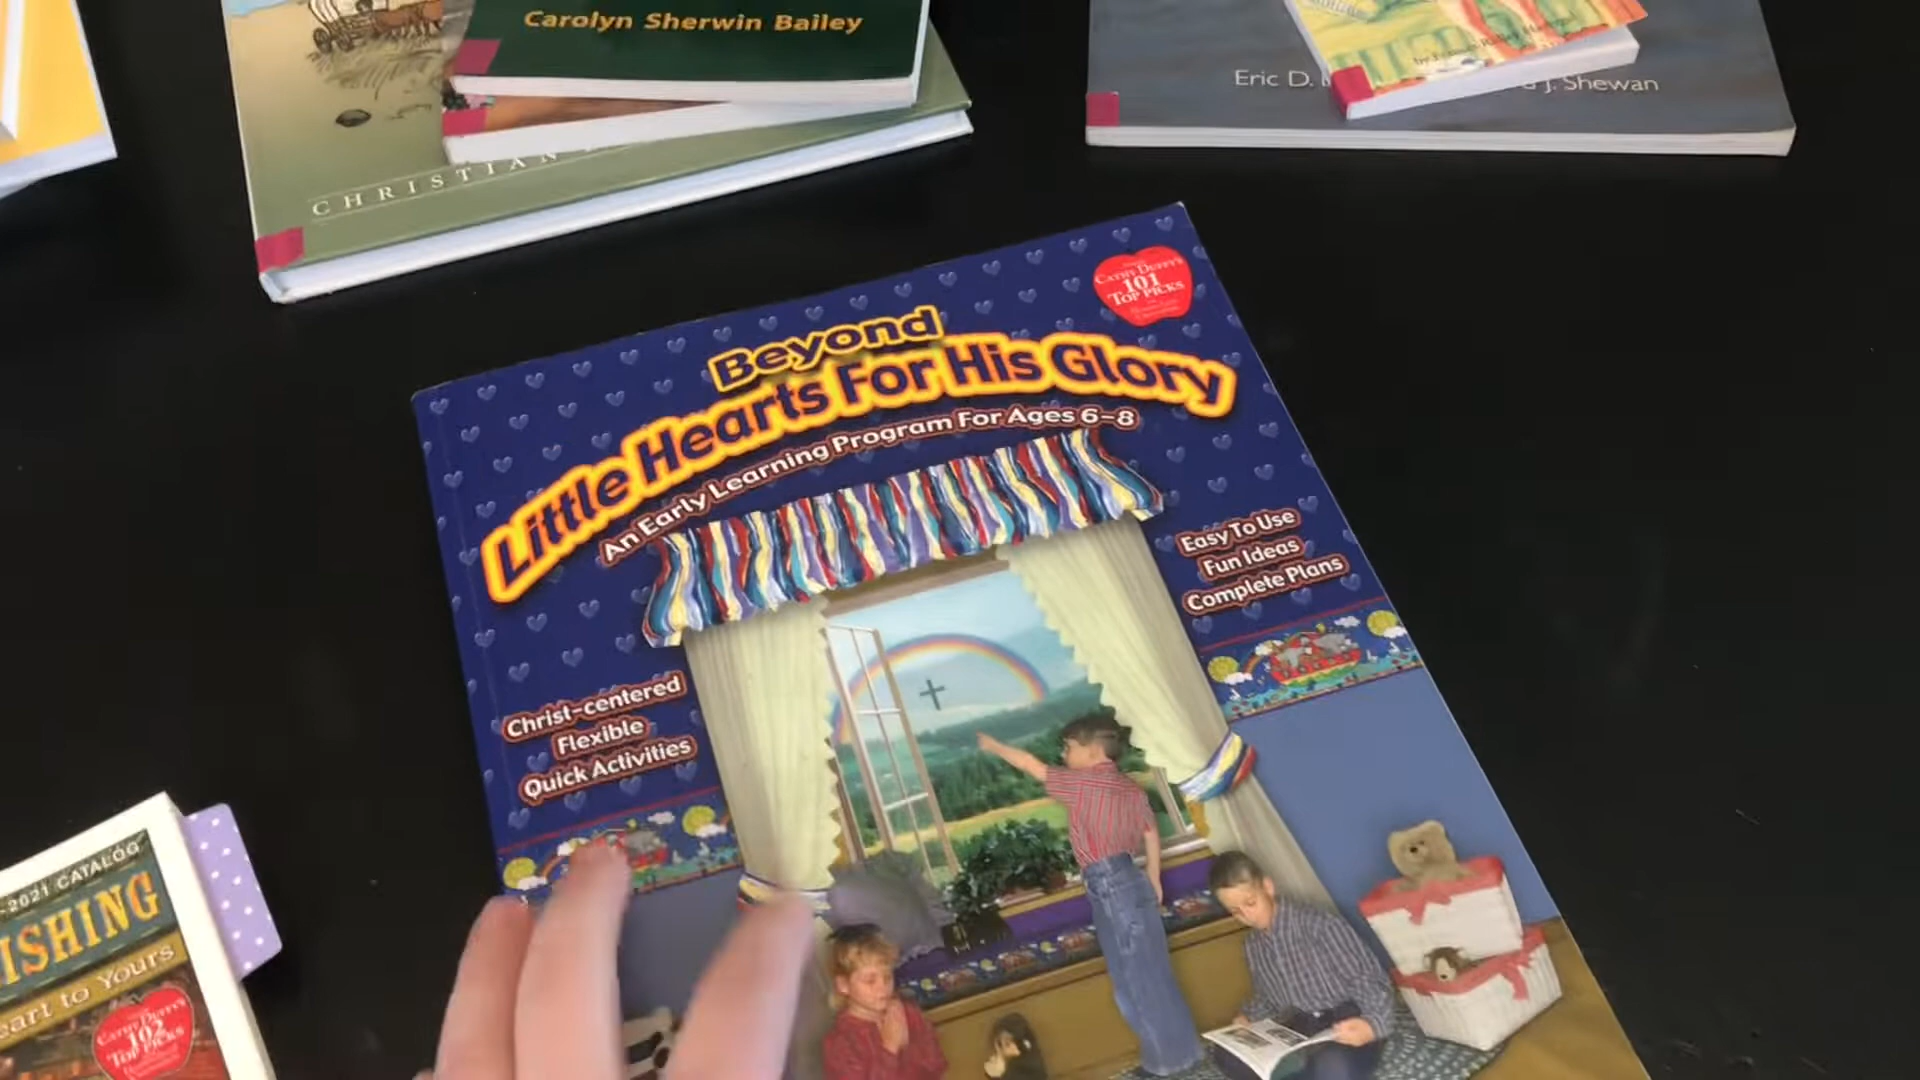 Carolyn Sherwin Bailey
CHRISTIAN
Eric D.
J. Shewan
Cathy Duffy's
101
Top Picks
Beyond
Little Hearts For His Glory
An Early Learning Program For Ages 6-8
Easy To Use
Fun Ideas
Complete Plans
Christ-centered
Flexible
Quick Activities
-2021 CATALOG
ISHING
eart to Yours
Cathy Duffy's
102
Top Picks